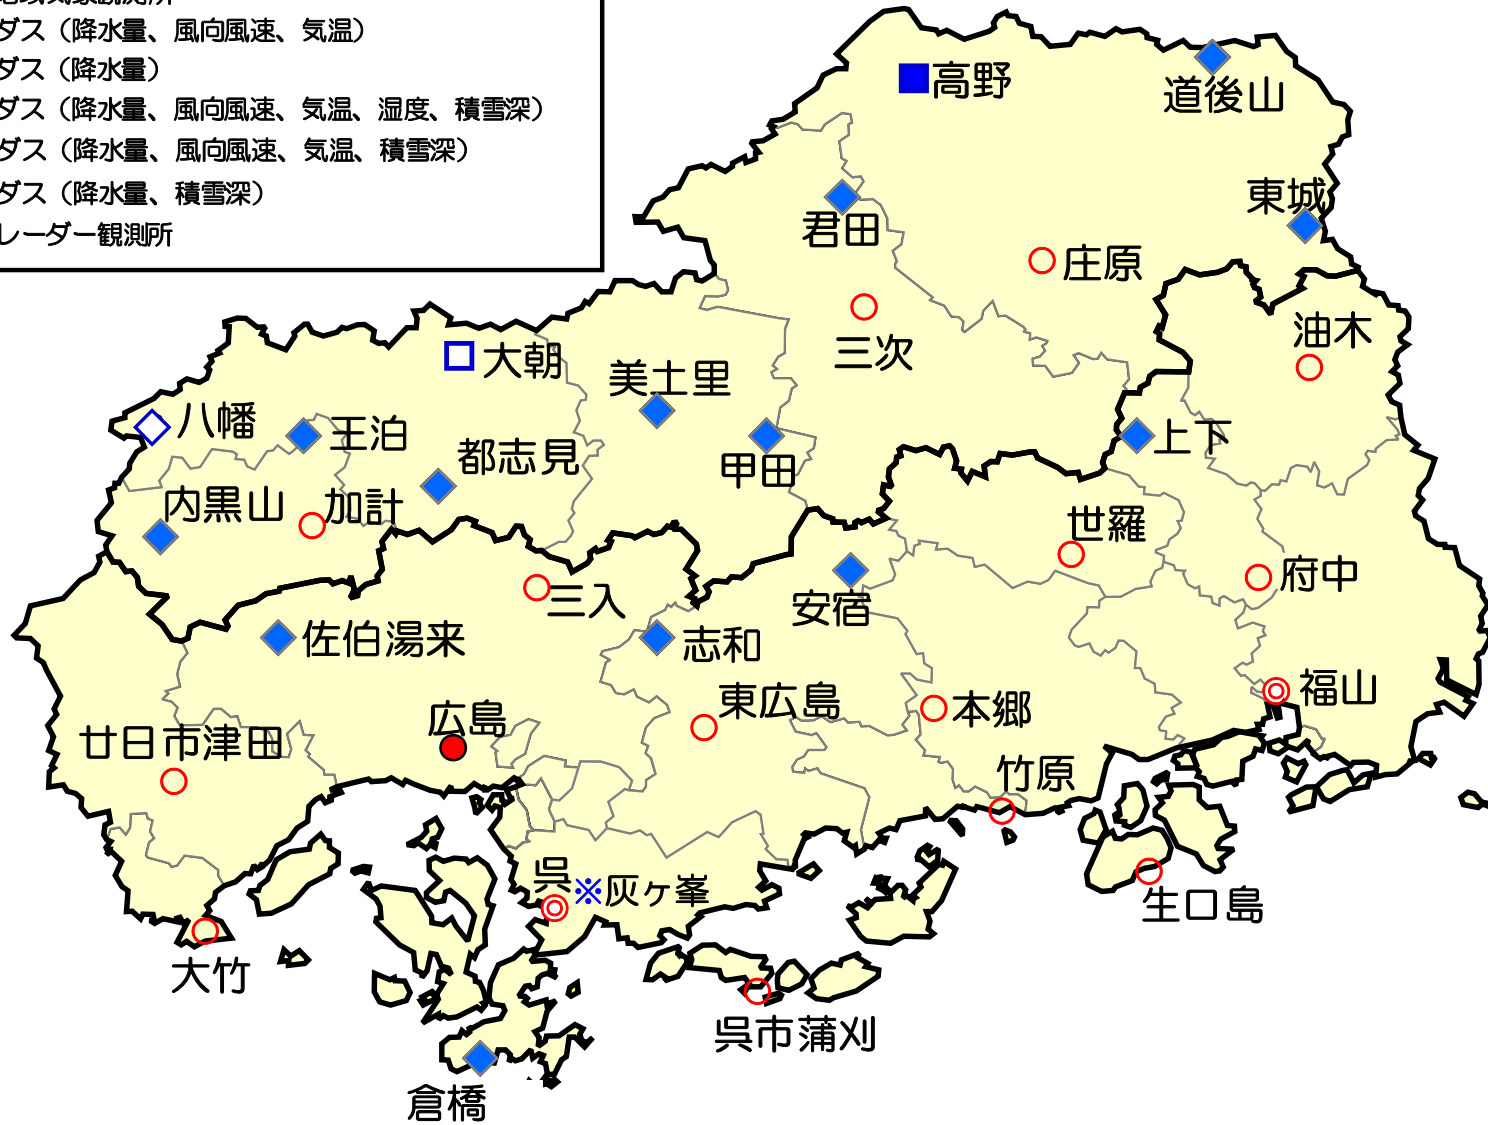 地域気象観測所
ダス（降水量、風向風速、気温）
ダス（降水量）
ダス（降水量、風向風速、気温、湿度、積雪深）
ダス（降水量、風向風速、気温、積雪深）
ダス（降水量、積雪深）
レーダー観測所
高野
道後山
東城
君田
庄原
三次
油木
大朝
美土里
八幡
王泊
都志見
甲田
上下
内黒山
加計
世羅
府中
三入
安宿
佐伯湯来
志和
東広島
本郷
福山
広島
廿日市津田
竹原
呉
※灰ヶ峯
生口島
大竹
呉市蒲刈
倉橋